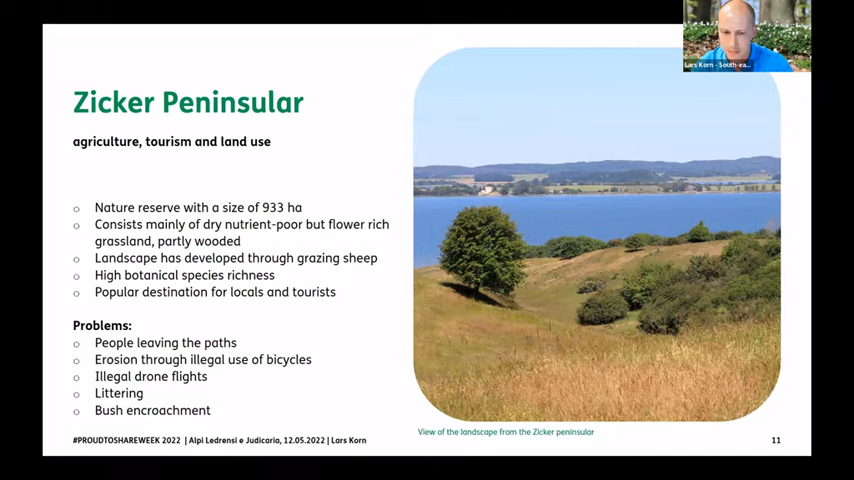 Lars Korn - South-ea...
Zicker Peninsular
agriculture, tourism and land use
o Nature reserve with a size of 933 ha
o Consists mainly of dry nutrient-poor but flower rich
grassland, partly wooded
o Landscape has developed through grazing sheep
o High botanical species richness
o Popular destination for locals and tourists
Problems:
o People leaving the paths
o Erosion through illegal use of bicycles
o Illegal drone flights
o Littering
o Bush encroachment
View of the landscape from the Zicker peninsular
#PROUDTOSHAREWEEK 2022 | Alpi Ledrensi e Judicaria, 12.05.2022 | Lars Korn
11